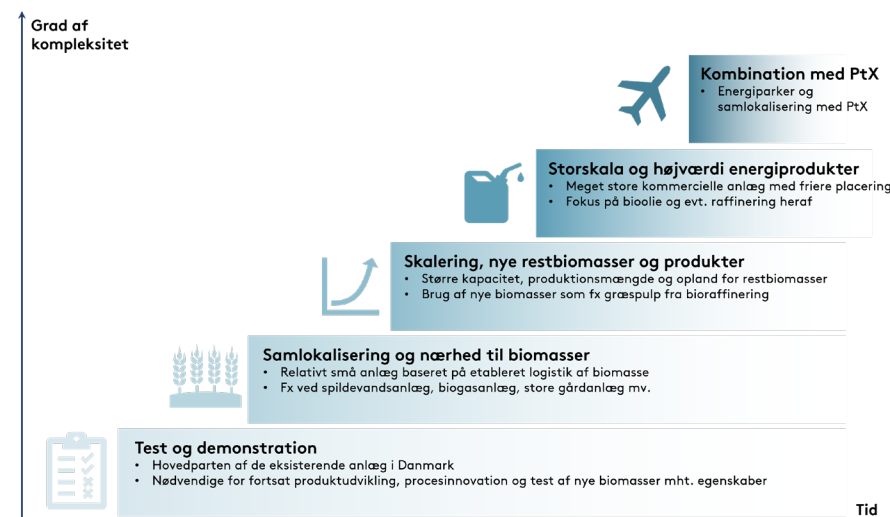 Grad af
kompleksitet
Kombination med PtX
• Energiparker og
samlokalisering med PtX
Storskala og højværdi energiprodukter
• Meget store kommercielle anlæg med friere placering
• Fokus på bioolie og evt. raffinering heraf
Skalering, nye restbiomasser og produkter
• Større kapacitet, produktionsmængde og opland for restbiomasser
• Brug af nye biomasser som fx græspulp fra bioraffinering
Samlokalisering og nærhed til biomasser
• Relativt små anlæg baseret på etableret logistik af biomasse
• Fx ved spildevandsanlæg, biogasanlæg, store gårdanlæg mv.
Test og demonstration
• Hovedparten af de eksisterende anlæg i Danmark
• Nødvendige for fortsat produktudvikling, procesinnovation og test af nye biomasser mht. egenskaber
Tid